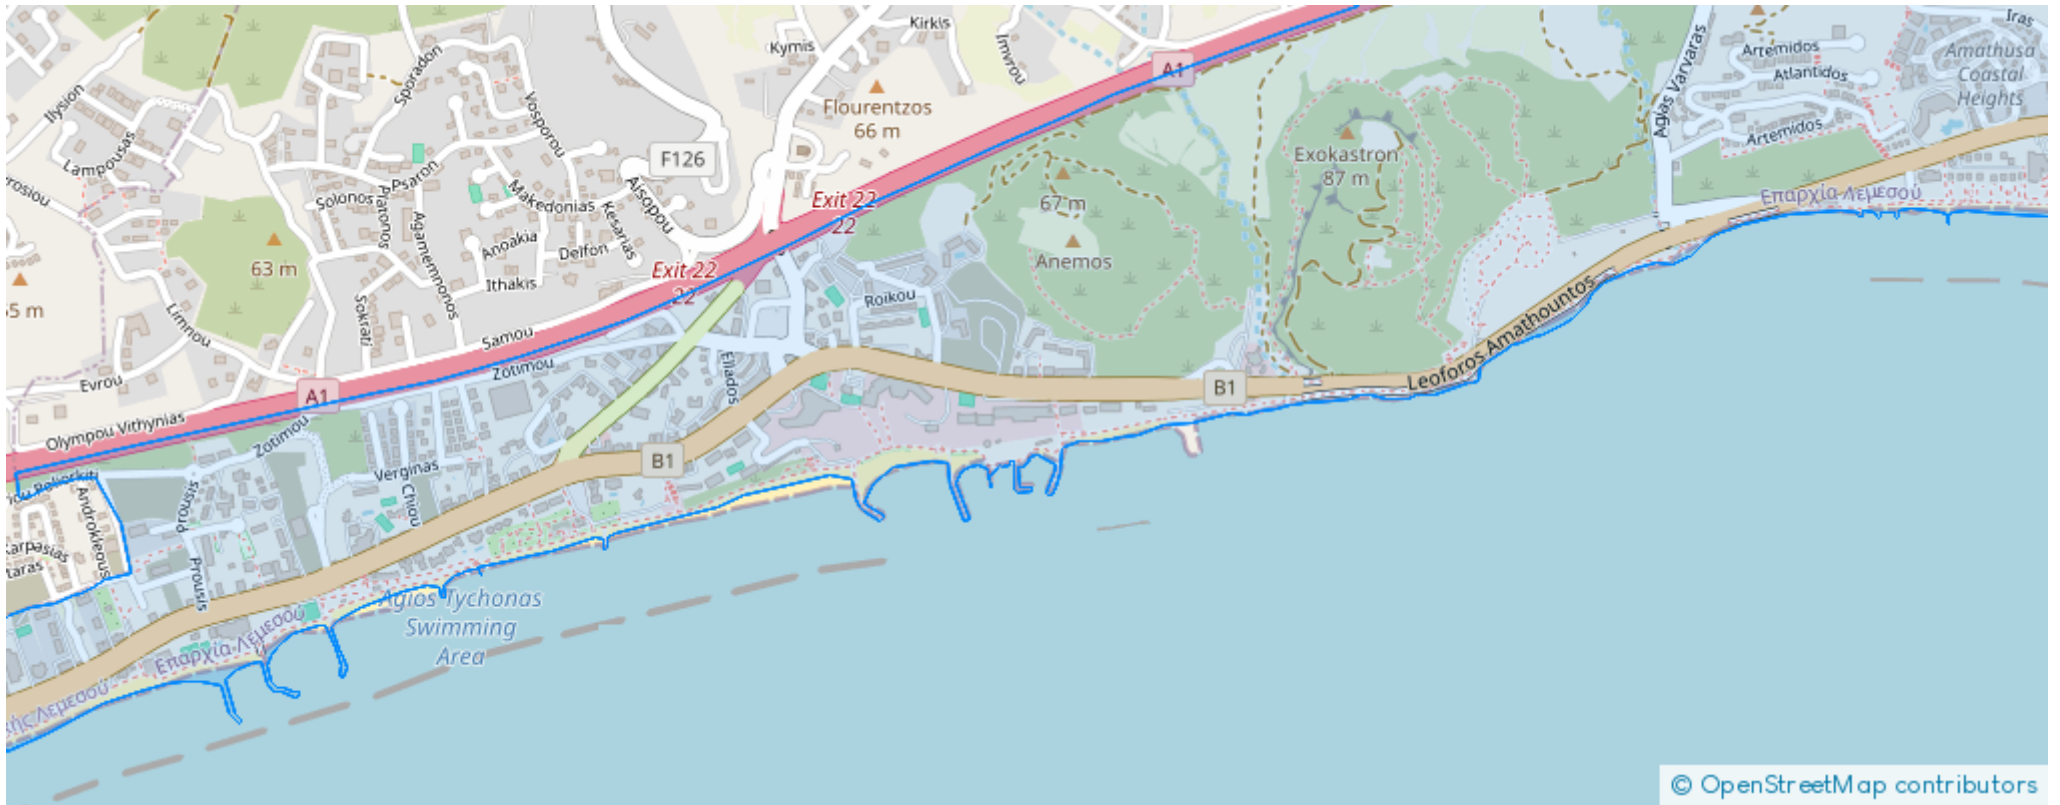 Kirkis
Kymis
Imvrou
A1
Iras
Artemidos
Amathusa
Coastal
Heights
Atlantidos
Artemidos
Agias Varvaras
Sporadon
Vosporou
Ilysion
Lampousas
Flourentzos
66 m
F126
Exokastron
87 m
Psaron
Solonos
Platonos
Makedonias
Aisopou
Kesarias
Agamemnonos
Anoakia
Delfon
Ithakis
Exit 22
22
67 m
Anemos
Επαρχία Λεμεσού
63 m
Exit 22
22
Sokrati
Limnou
Samou
Roikou
Leoforos Amathountos
Zotimou
Elladós
Evrou
A1
B1
Olympou Vithynias
Zotimou
B1
Verginas
Chiou
Prousis
Androkleous
Karpasias
Prousis
Agios Tychonas
Swimming
Area
Επαρχία Λεμεσού
Λεμεσού
© OpenStreetMap contributors